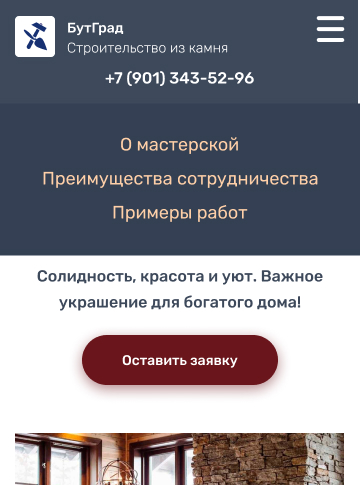 БутГрад
Строительство из камня
+7 (901) 343-52-96
О мастерской
Преимущества сотрудничества
Примеры работ
Солидность, красота и уют. Важное
украшение для богатого дома!
Оставить заявку